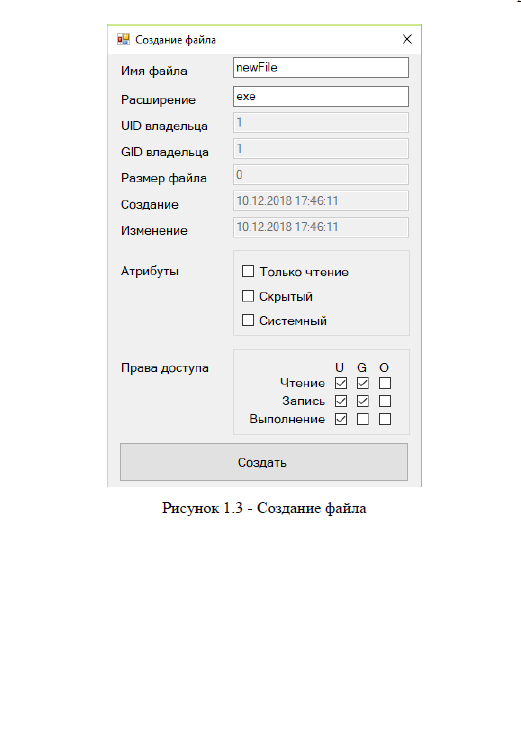 Создание файла
Имя файла newFile
Расширение exe
UID владельца 1
GID владельца 1
Размер файла 0
Создание 10.12.2018 17:46:11
Изменение 10.12.2018 17:46:11
Атрибуты Только чтение
Скрытый
Системный
Права доступа U G O
Чтение
Запись
Выполнение
Создать
Рисунок 1.3 - Создание файла